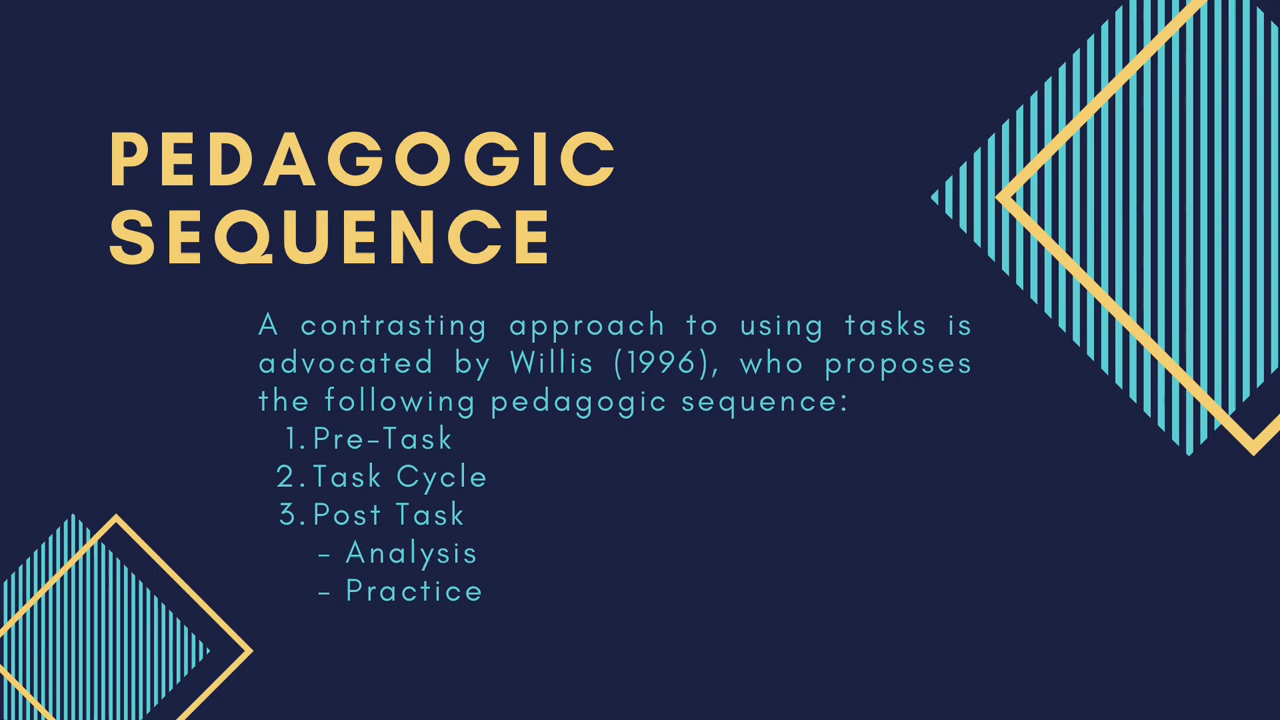 PEDAGOGIC
SEQUENCE
A contrasting approach to using tasks is
advocated by Willis (1996), who proposes
the following pedagogic sequence:
1. Pre-Task
2. Task Cycle
3. Post Task
- Analysis
- Practice